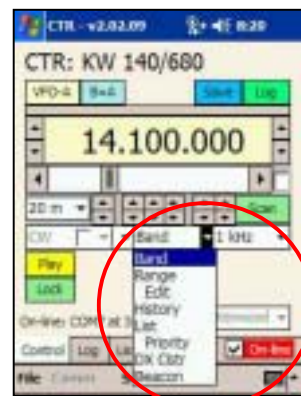 CTR - v2.02.09 8:20
CTR: KW 140/680
VFO-A B=A Save Log
14.100.000
20 m Scan
CW Band 1 kHz
Play Band
Lock Range
Edit
History
On-line: COM List
Priority
Control Log DX Clstr On-line
File Beacon